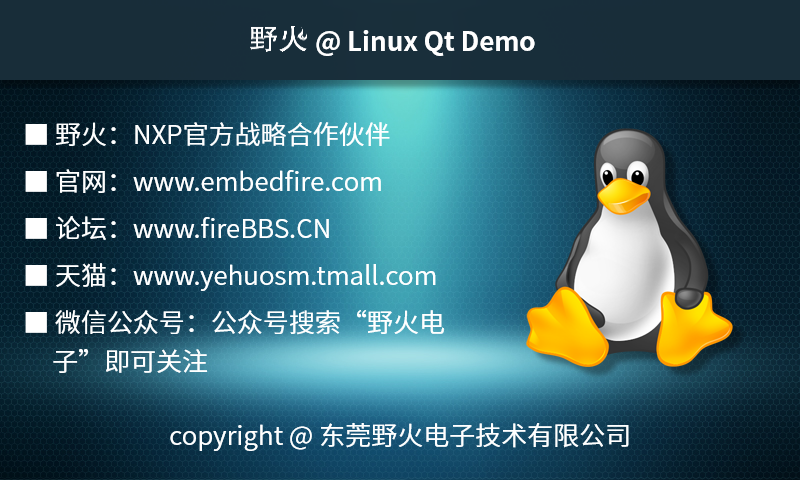 野火 @ Linux Qt Demo
■ 野火：NXP官方战略合作伙伴
■ 官网：www.embedfire.com
■ 论坛：www.fireBBS.CN
■ 天猫：www.yehuosm.tmall.com
■ 微信公众号：公众号搜索“野火电
子”即可关注
copyright @ 东莞野火电子技术有限公司